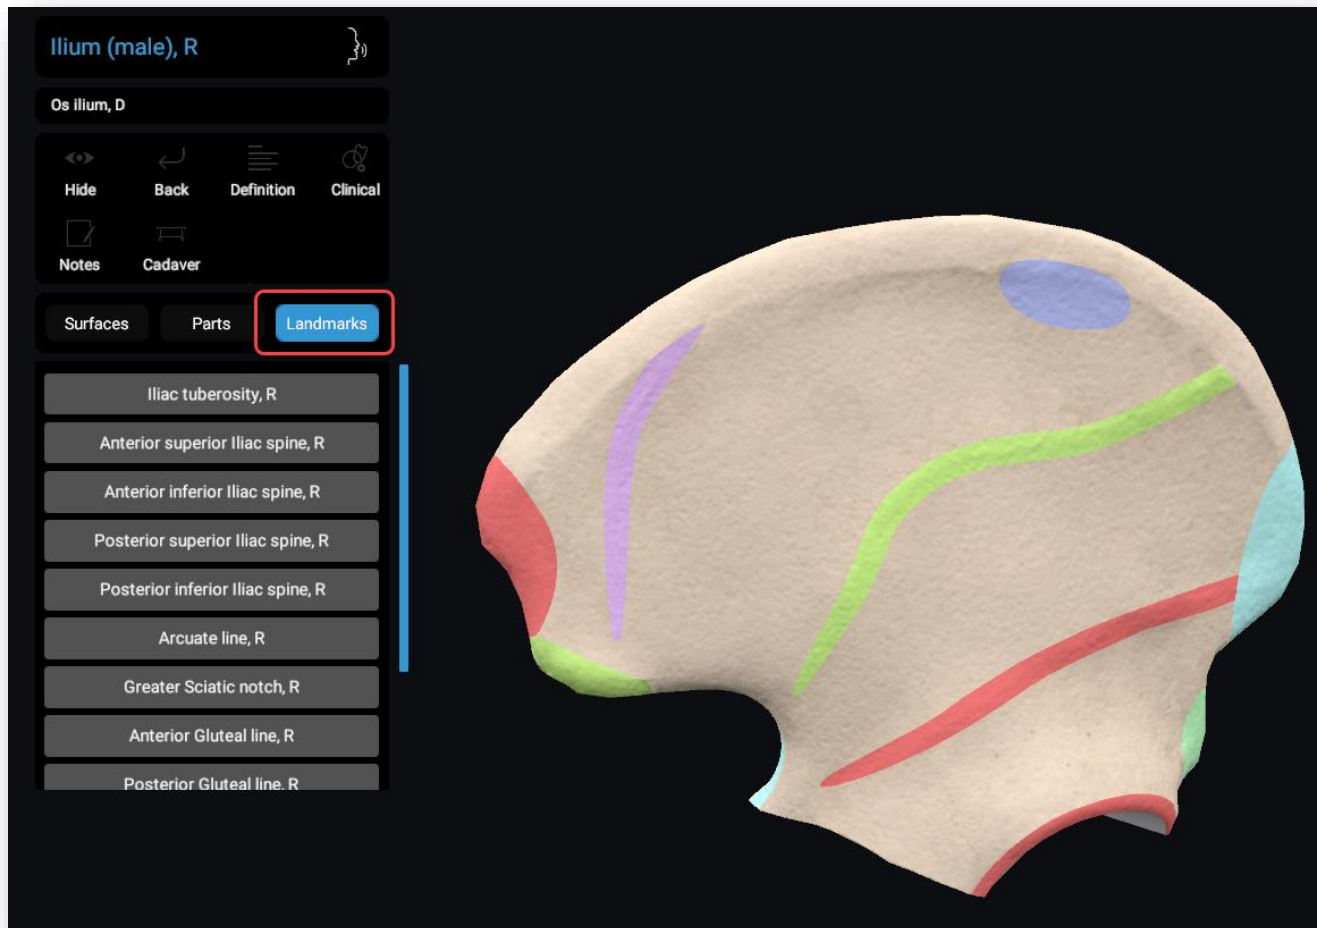 Ilium (male), R
Os ilium, D
Hide Back Definition Clinical
Notes Cadaver
Surfaces Parts Landmarks
Iliac tuberosity, R
Anterior superior Iliac spine, R
Anterior inferior Iliac spine, R
Posterior superior Iliac spine, R
Posterior inferior Iliac spine, R
Arcuate line, R
Greater Sciatic notch, R
Anterior Gluteal line, R
Posterior Gluteal line, R